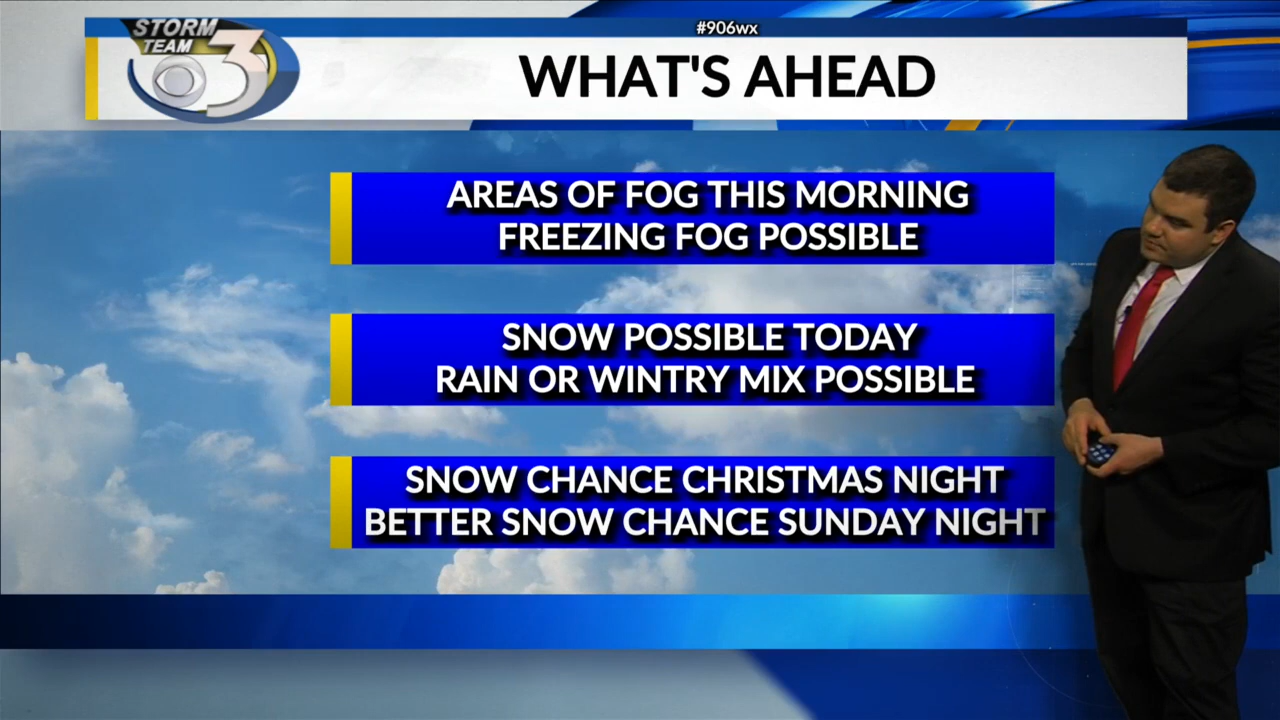 #906wx
STORM
TEAM
3
WHAT'S AHEAD
AREAS OF FOG THIS MORNING
FREEZING FOG POSSIBLE
SNOW POSSIBLE TODAY
RAIN OR WINTRY MIX POSSIBLE
SNOW CHANCE CHRISTMAS NIGHT
BETTER SNOW CHANCE SUNDAY NIGHT